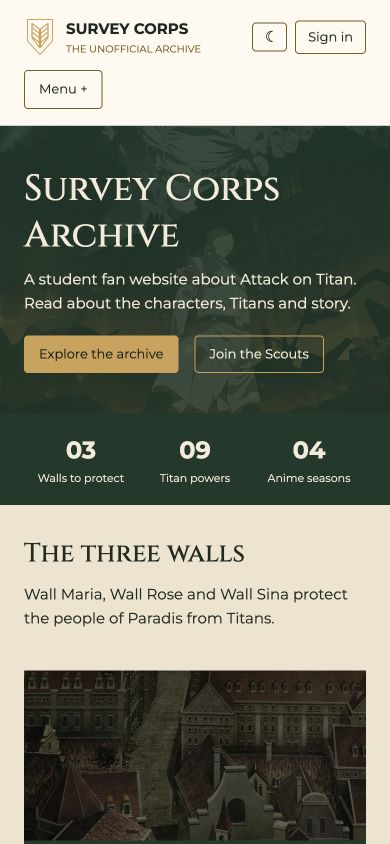 SURVEY CORPS
THE UNOFFICIAL ARCHIVE
☾
Sign in
Menu +
Survey Corps
Archive
A student fan website about Attack on Titan.
Read about the characters, Titans and story.
Explore the archive
Join the Scouts
03
09
04
Walls to protect
Titan powers
Anime seasons
The three walls
Wall Maria, Wall Rose and Wall Sina protect
the people of Paradis from Titans.